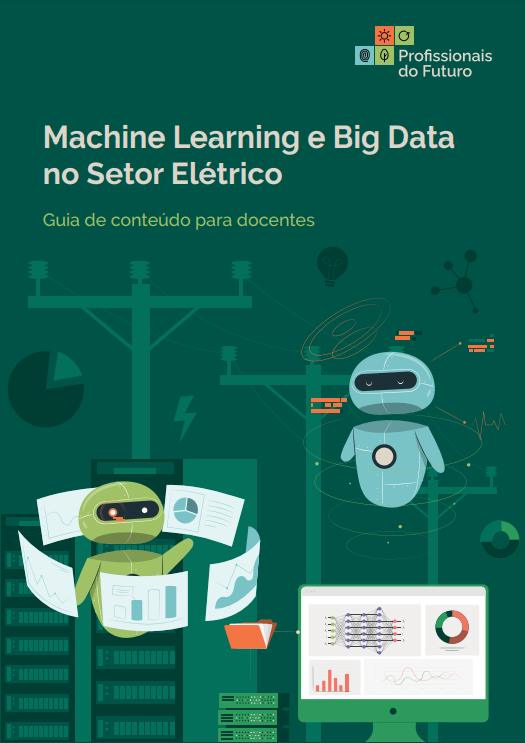 Profissionais
do Futuro
Machine Learning e Big Data
no Setor Elétrico
Guia de conteúdo para docentes